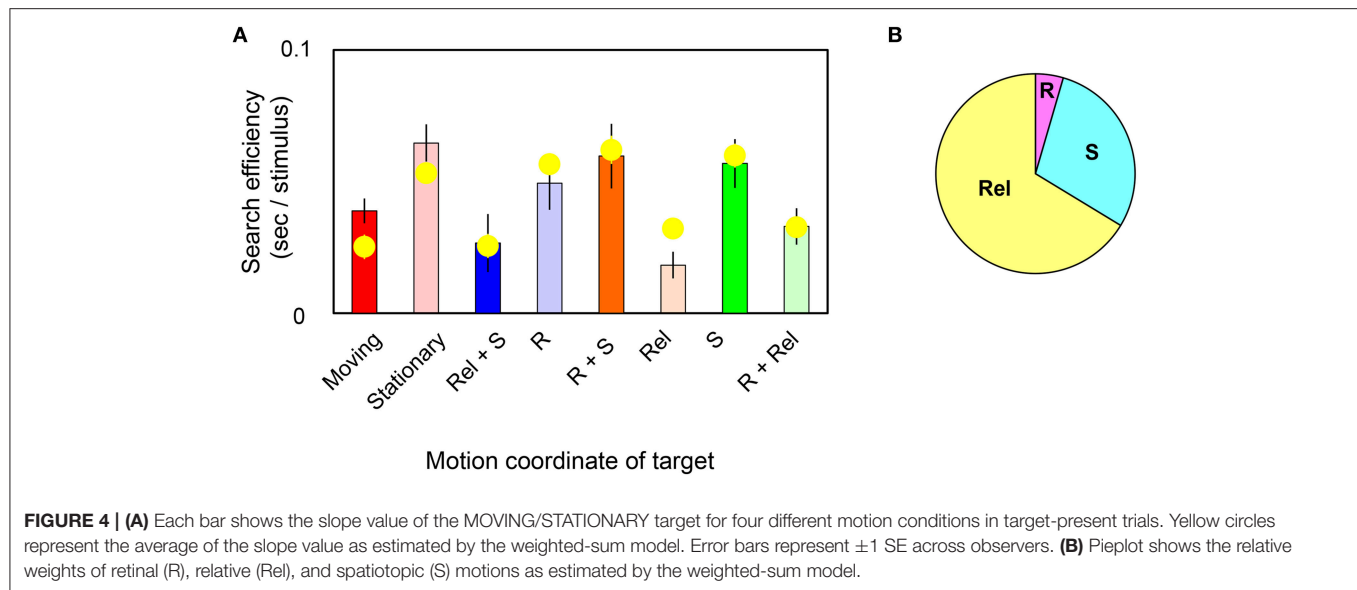 A
B
0.1
Search efficiency
(sec / stimulus)
0
Moving
Stationary
Rel + S
R
R + S
Rel
S
R + Rel
Motion coordinate of target
R
S
Rel
FIGURE 4 | (A) Each bar shows the slope value of the MOVING/STATIONARY target for four different motion conditions in target-present trials. Yellow circles
represent the average of the slope value as estimated by the weighted-sum model. Error bars represent ±1 SE across observers. (B) Pieplot shows the relative
weights of retinal (R), relative (Rel), and spatiotopic (S) motions as estimated by the weighted-sum model.